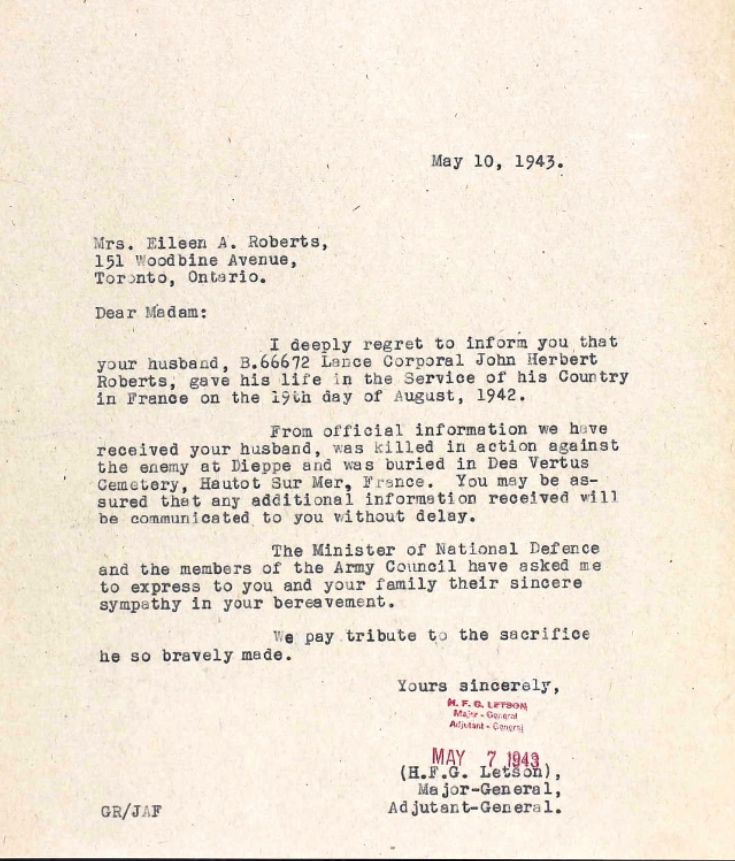 May 10, 1943.
Mrs. Eileen A. Roberts,
151 Woodbine Avenue,
Toronto, Ontario.
Dear Madam:
I deeply regret to inform you that
your husband, B.66672 Lance Corporal John Herbert
Roberts, gave his life in the Service of his Country
in France on the 19th day of August, 1942.
From official information we have
received your husband, was killed in action against
the enemy at Dieppe and was buried in Des Vertus
Cemetery, Hautot Sur Mer, France. You may be as-
sured that any additional information received will
be communicated to you without delay.
The Minister of National Defence
and the members of the Army Council have asked me
to express to you and your family their sincere
sympathy in your bereavement.
We pay tribute to the sacrifice
he so bravely made.
Yours sincerely,
H. F. G. LETSON
Major - General
Adjutant - General
MAY 7 1943
(H.F.G. Letson),
Major-General,
Adjutant-General.
GR/JAF